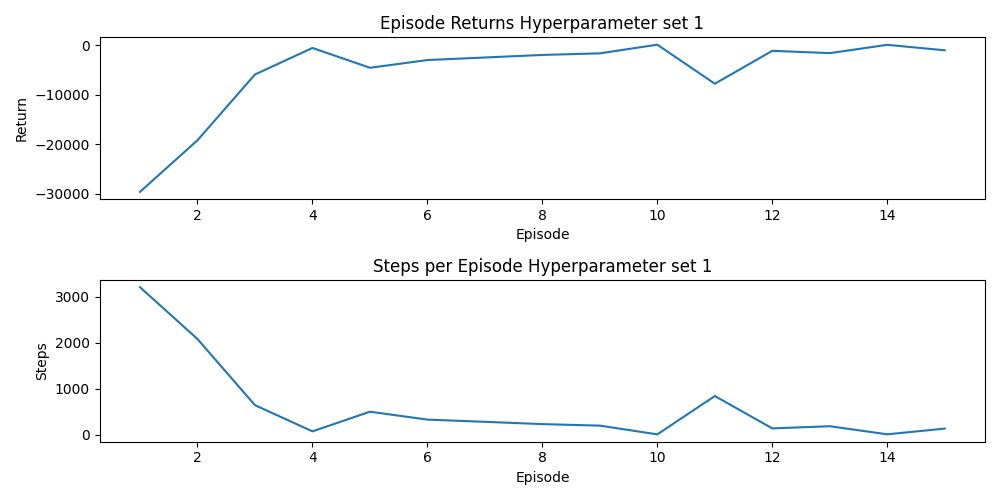 Episode Returns Hyperparameter set 1
0
−10000
−20000
−30000
Return
2 4 6 8 10 12 14
Episode
Steps per Episode Hyperparameter set 1
3000
2000
1000
0
Steps
2 4 6 8 10 12 14
Episode